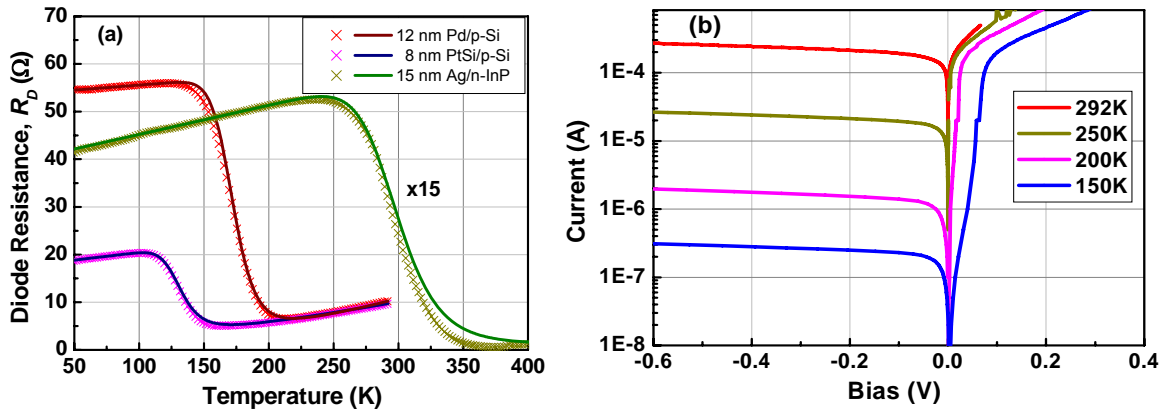 (a)
12 nm Pd/p-Si
8 nm PtSi/p-Si
15 nm Ag/n-InP
x15
Diode Resistance, R_D (Ω)
70
60
50
40
30
20
10
0
50 100 150 200 250 300 350 400
Temperature (K)
(b)
292K
250K
200K
150K
Current (A)
1E-4
1E-5
1E-6
1E-7
1E-8
-0.6 -0.4 -0.2 0.0 0.2 0.4
Bias (V)